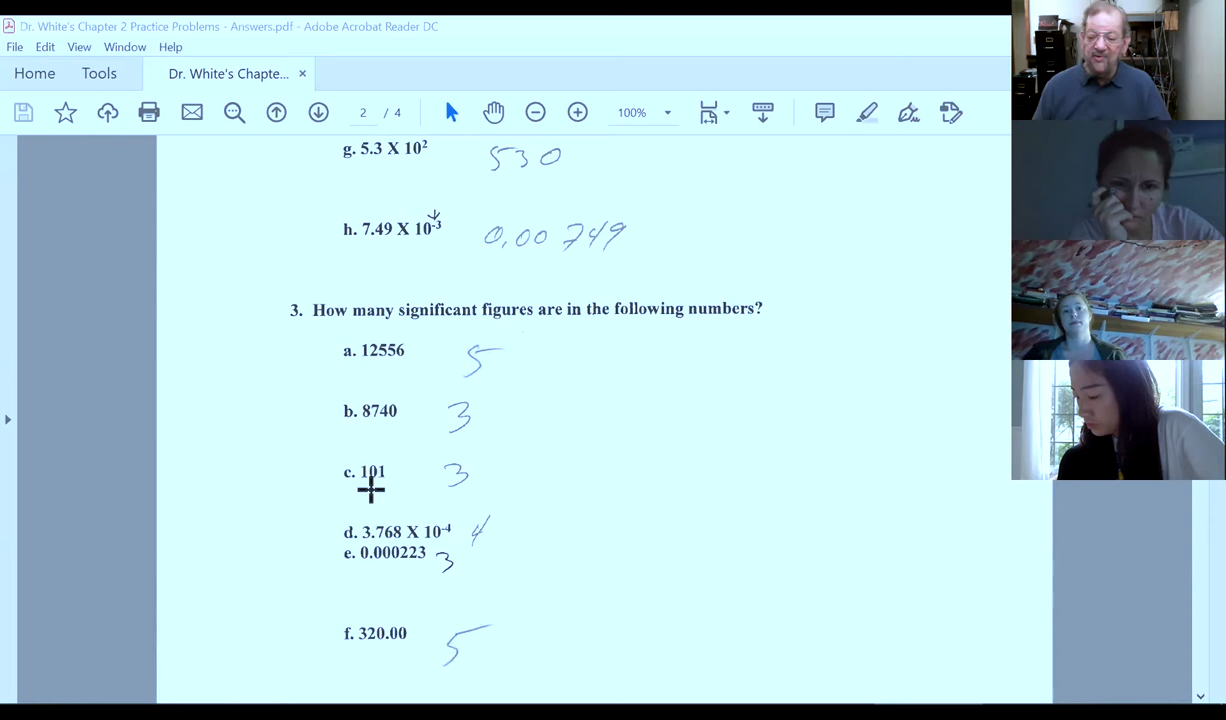 Dr. White's Chapter 2 Practice Problems - Answers.pdf - Adobe Acrobat Reader DC
File Edit View Window Help
Home Tools Dr. White's Chapte... ×
2 / 4 100%
g. 5.3 X 10² 530
h. 7.49 X 10⁻³ 0.00749
3. How many significant figures are in the following numbers?
a. 12556 5
b. 8740 3
c. 101 3
d. 3.768 X 10⁻⁴ 4
e. 0.000223 3
f. 320.00 5